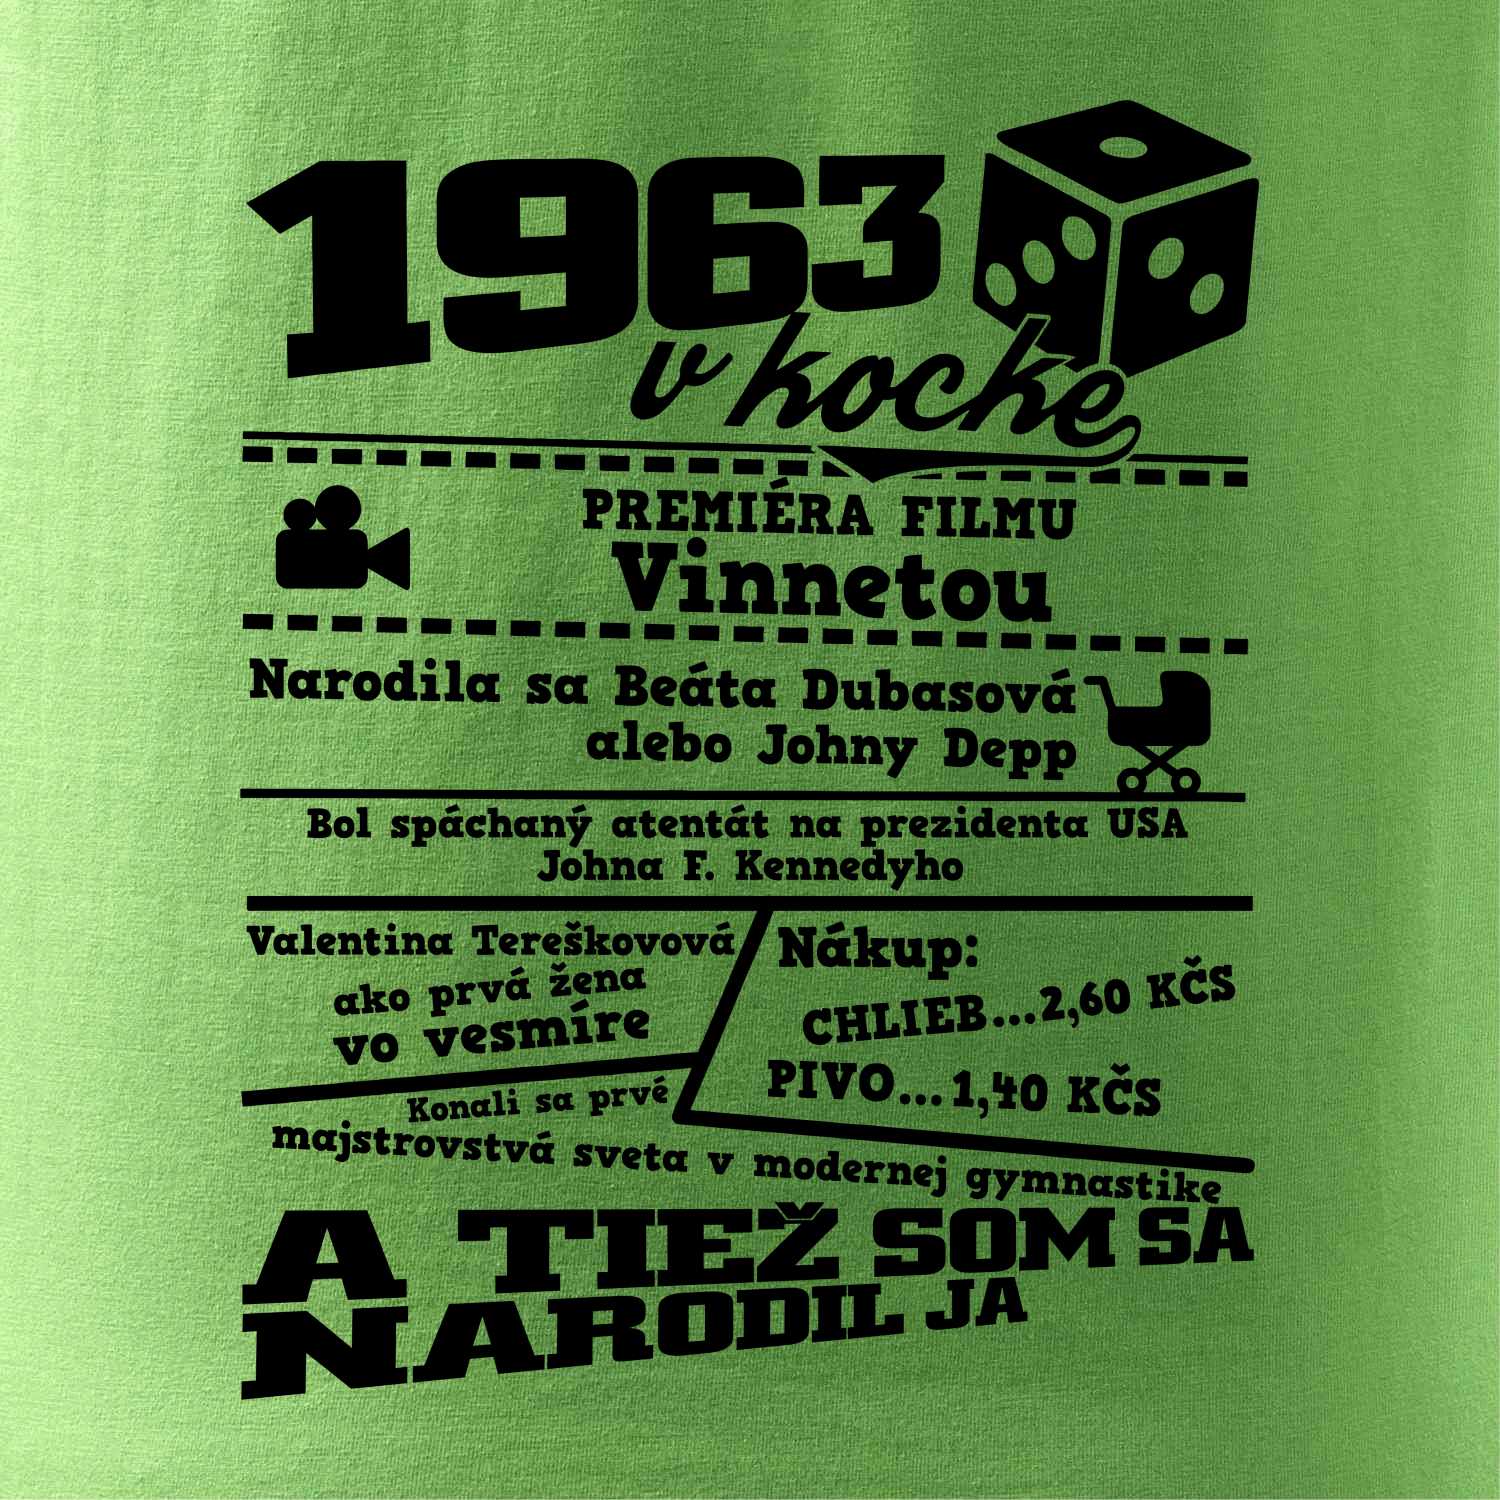 1963
v kocke
PREMIÉRA FILMU
Vinnetou
Narodila sa Beáta Dubasová
alebo Johny Depp
Bol spáchaný atentát na prezidenta USA
Johna F. Kennedyho
Valentina Tereškovová
ako prvá žena
vo vesmíre
Nákup:
CHLIEB...2,60 KČS
PIVO...1,40 KČS
Konali sa prvé
majstrovstvá sveta v modernej gymnastike
A TIEŽ SOM SA
NARODIL JA